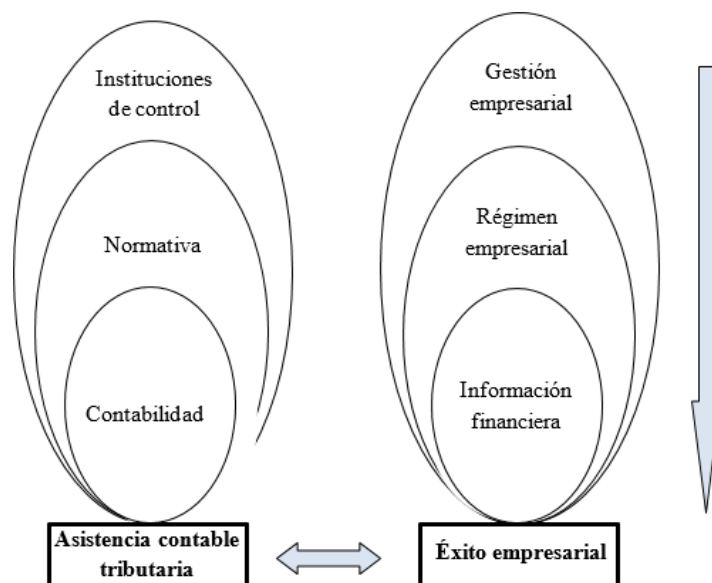 Instituciones
de control
Normativa
Contabilidad
Asistencia contable
tributaria
Gestión
empresarial
Régimen
empresarial
Información
financiera
Éxito empresarial